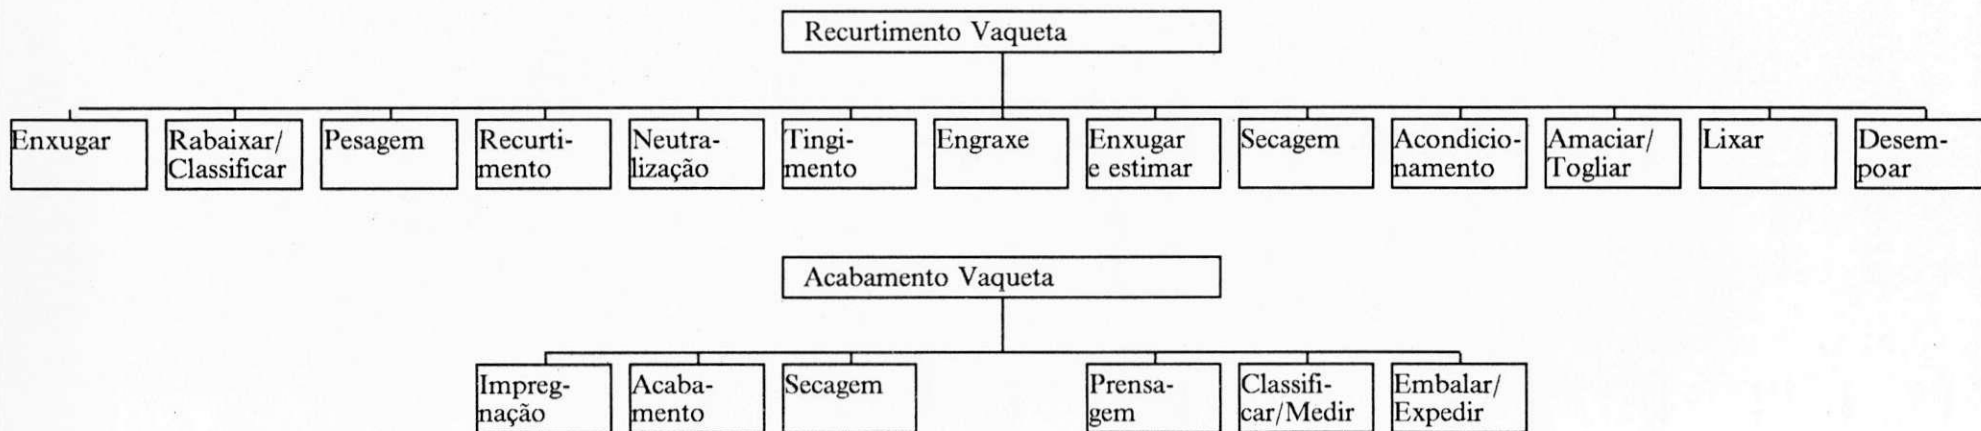 Recurtimento Vaqueta
Enxugar
Rabaixar/
Classificar
Pesagem
Recurti-
mento
Neutra-
lização
Tingi-
mento
Engraxe
Enxugar
e estimar
Secagem
Acondicio-
namento
Amaciar/
Togliar
Lixar
Desem-
poar
Acabamento Vaqueta
Impreg-
nação
Acaba-
mento
Secagem
Prensa-
gem
Classifi-
car/Medir
Embalar/
Expedir